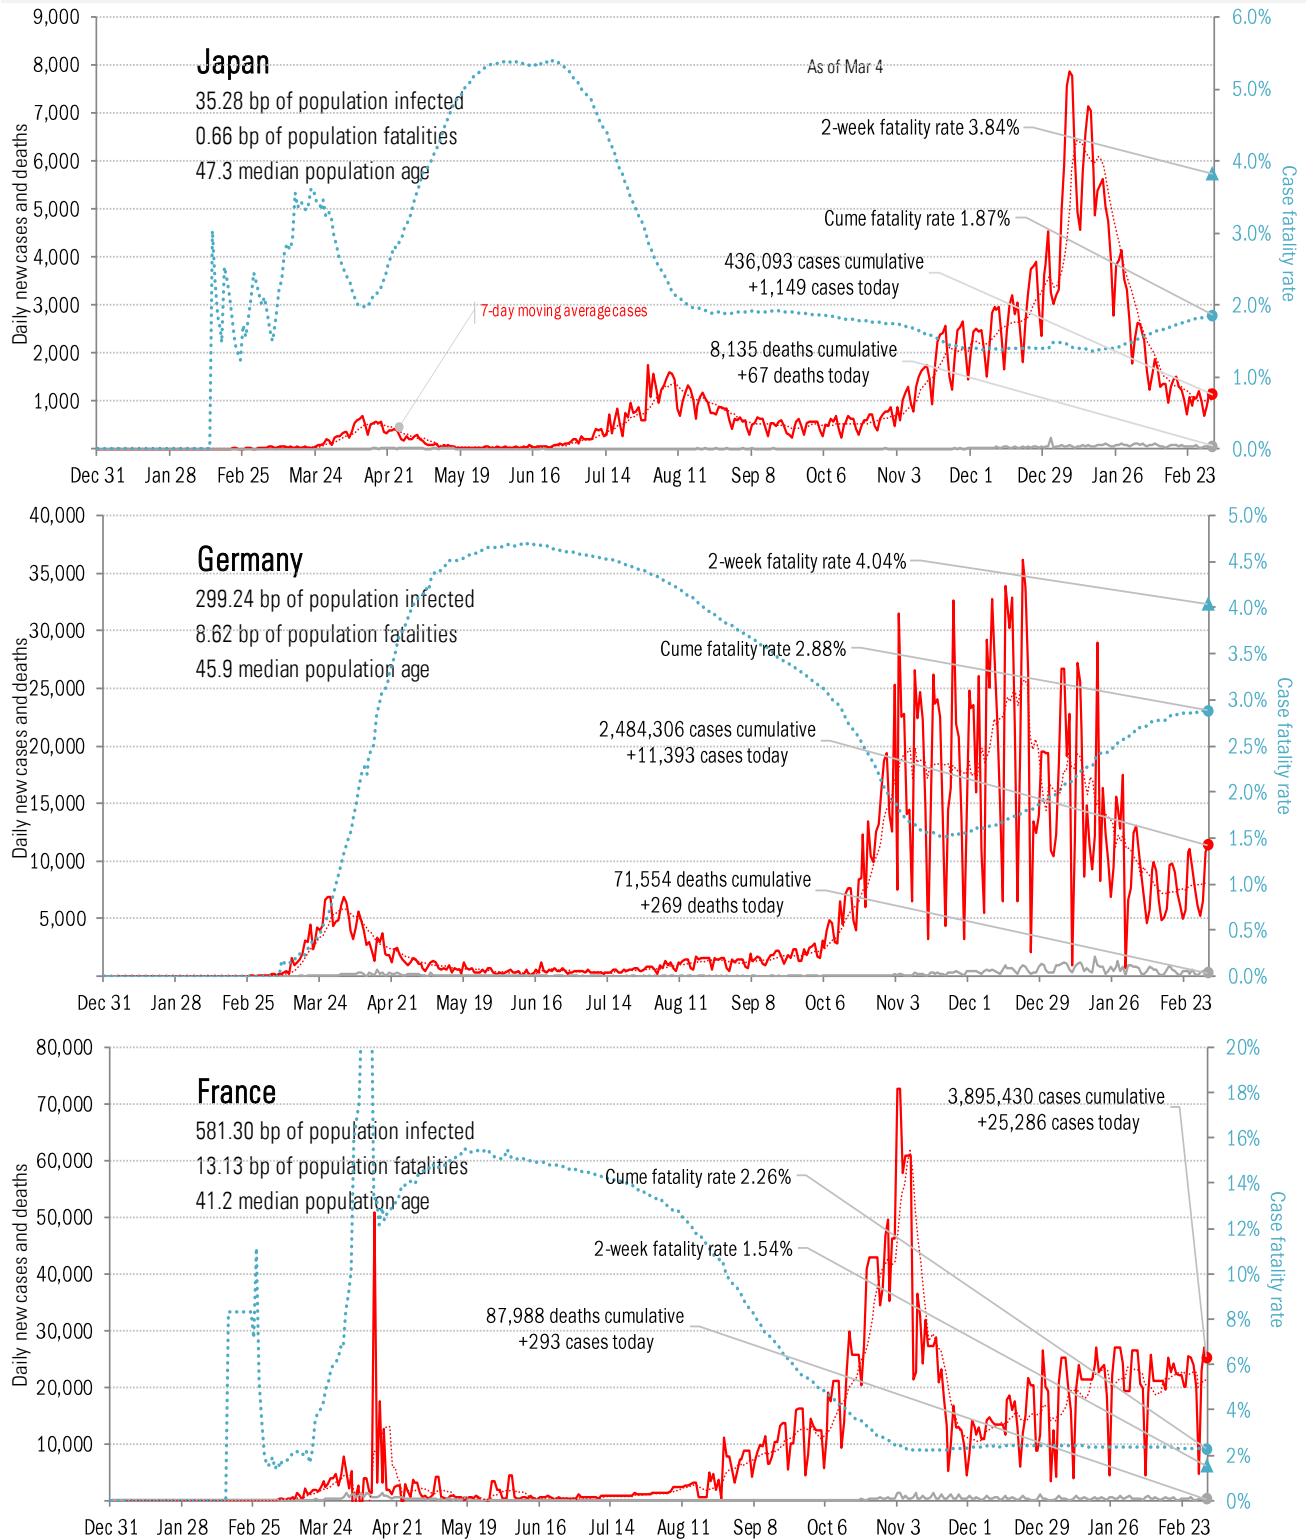 9,000
8,000
7,000
6,000
5,000
4,000
3,000
2,000
1,000
Daily new cases and deaths
Japan
35.28 bp of population infected
0.66 bp of population fatalities
47.3 median population age
As of Mar 4
2-week fatality rate 3.84%
Cume fatality rate 1.87%
436,093 cases cumulative
+1,149 cases today
7-day moving average cases
8,135 deaths cumulative
+67 deaths today
6.0%
5.0%
4.0%
3.0%
2.0%
1.0%
0.0%
Case fatality rate
Dec 31 Jan 28 Feb 25 Mar 24 Apr 21 May 19 Jun 16 Jul 14 Aug 11 Sep 8 Oct 6 Nov 3 Dec 1 Dec 29 Jan 26 Feb 23
40,000
35,000
30,000
25,000
20,000
15,000
10,000
5,000
Daily new cases and deaths
Germany
299.24 bp of population infected
8.62 bp of population fatalities
45.9 median population age
2-week fatality rate 4.04%
Cume fatality rate 2.88%
2,484,306 cases cumulative
+11,393 cases today
71,554 deaths cumulative
+269 deaths today
5.0%
4.5%
4.0%
3.5%
3.0%
2.5%
2.0%
1.5%
1.0%
0.5%
0.0%
Case fatality rate
Dec 31 Jan 28 Feb 25 Mar 24 Apr 21 May 19 Jun 16 Jul 14 Aug 11 Sep 8 Oct 6 Nov 3 Dec 1 Dec 29 Jan 26 Feb 23
80,000
70,000
60,000
50,000
40,000
30,000
20,000
10,000
Daily new cases and deaths
France
581.30 bp of population infected
13.13 bp of population fatalities
41.2 median population age
3,895,430 cases cumulative
+25,286 cases today
Cume fatality rate 2.26%
2-week fatality rate 1.54%
87,988 deaths cumulative
+293 cases today
20%
18%
16%
14%
12%
10%
8%
6%
4%
2%
0%
Case fatality rate
Dec 31 Jan 28 Feb 25 Mar 24 Apr 21 May 19 Jun 16 Jul 14 Aug 11 Sep 8 Oct 6 Nov 3 Dec 1 Dec 29 Jan 26 Feb 23